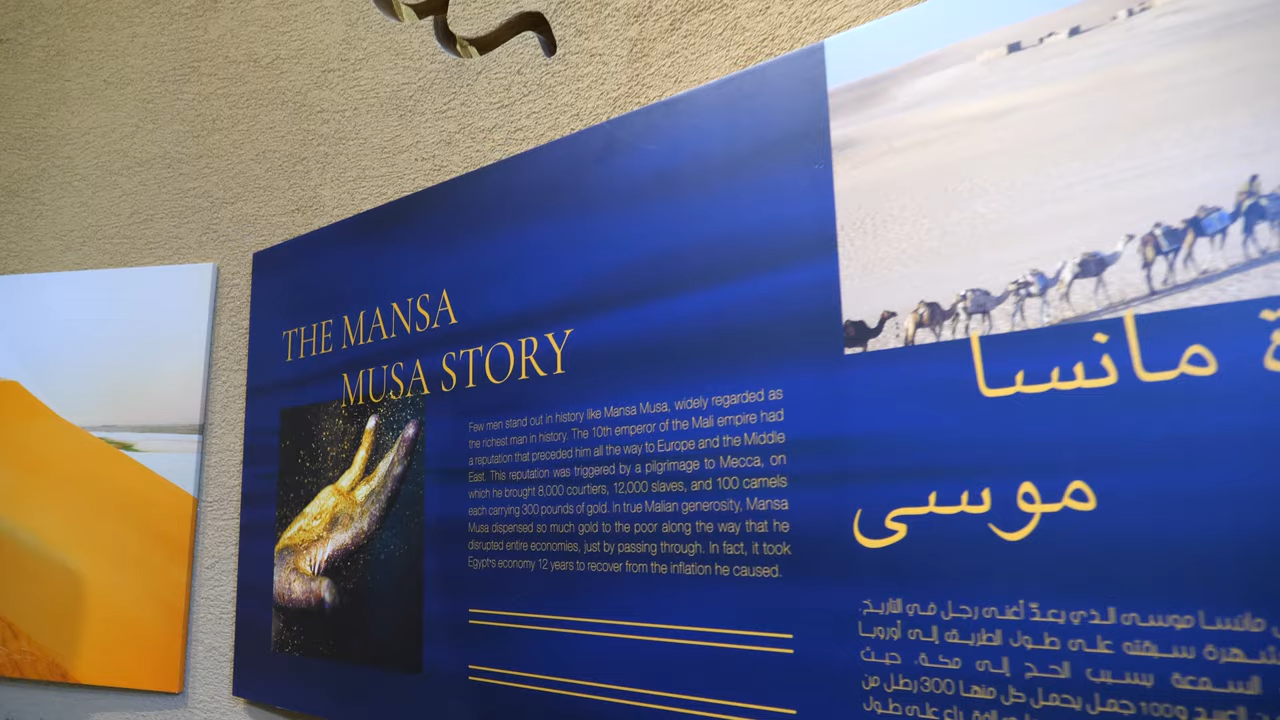 THE MANSA
MUSA STORY
Few men stand out in history like Mansa Musa, widely regarded as
the richest man in history. The 10th emperor of the Mali empire had
a reputation that preceded him all the way to Europe and the Middle
East. This reputation was triggered by a pilgrimage to Mecca, on
which he brought 8,000 courtiers, 12,000 slaves, and 100 camels
each carrying 300 pounds of gold. In true Malian generosity, Mansa
Musa dispensed so much gold to the poor along the way that he
disrupted entire economies, just by passing through. In fact, it took
Egypt's economy 12 years to recover from the inflation he caused.
مانسا
موسى
مانسا موسى الذي يعدّ أغنى رجل في التاريخ.
شهرة سبقته على طول الطريق إلى أوروبا
السمعة بسبب الحج إلى مكة، حيث
و100 جمل يحمل كل منها 300 رطل من
على طول